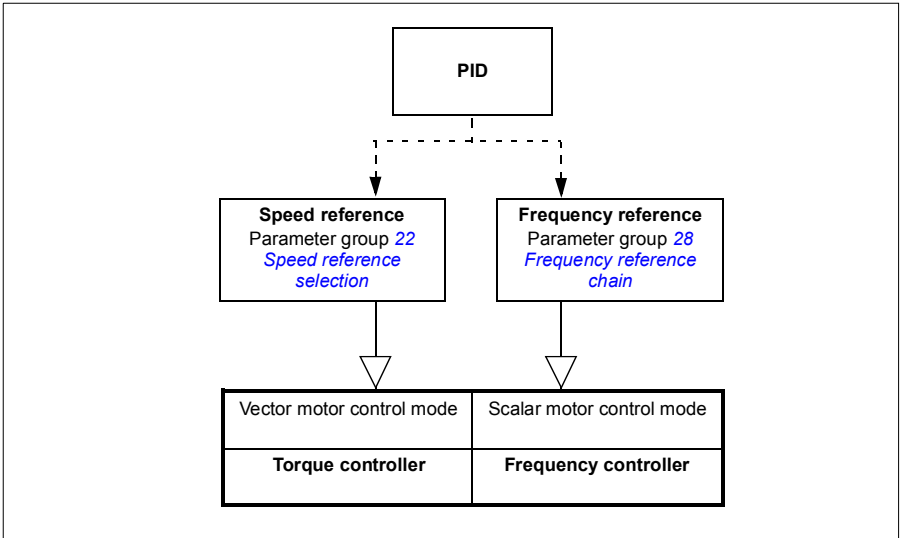 PID
Speed reference
Parameter group 22
Speed reference
selection
Frequency reference
Parameter group 28
Frequency reference
chain
Vector motor control mode
Scalar motor control mode
Torque controller
Frequency controller